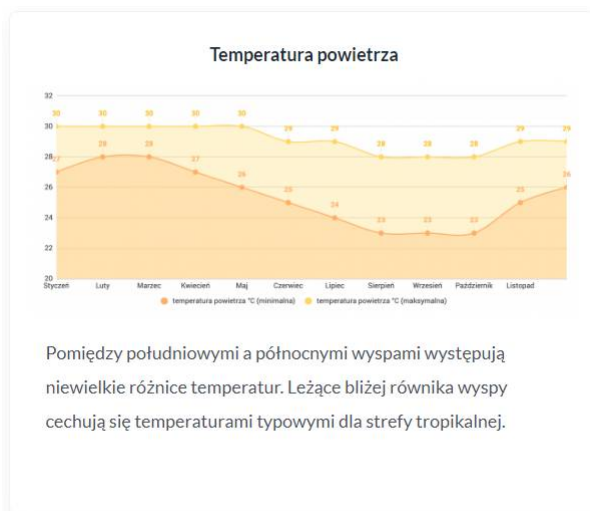 Temperatura powietrza
32
30 30 30 30 30 29 29 28 28 28 29 29
30
28
27 28 28 27 26 25 24 23 23 23 25 26
26
24
22
20
Styczeń Luty Marzec Kwiecień Maj Czerwiec Lipiec Sierpień Wrzesień Październik Listopad
temperatura powietrza °C (minimalna) temperatura powietrza °C (maksymalna)
Pomiędzy południowymi a północnymi wyspami występują
niewielkie różnice temperatur. Leżące bliżej równika wyspy
cechują się temperaturami typowymi dla strefy tropikalnej.